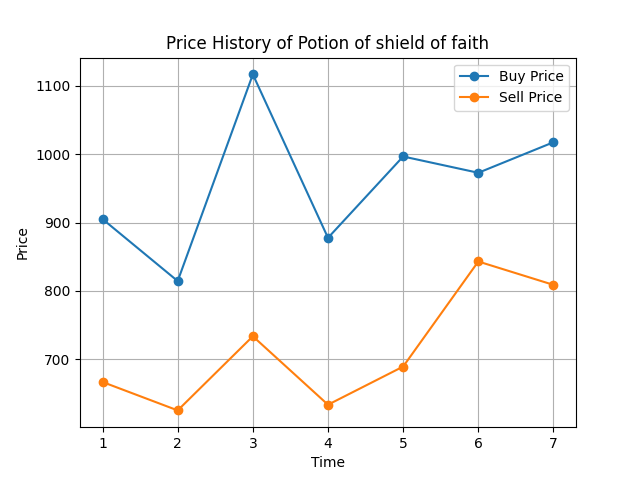 Price History of Potion of shield of faith
Buy Price
Sell Price
1100
1000
900
800
700
Price
1 2 3 4 5 6 7
Time